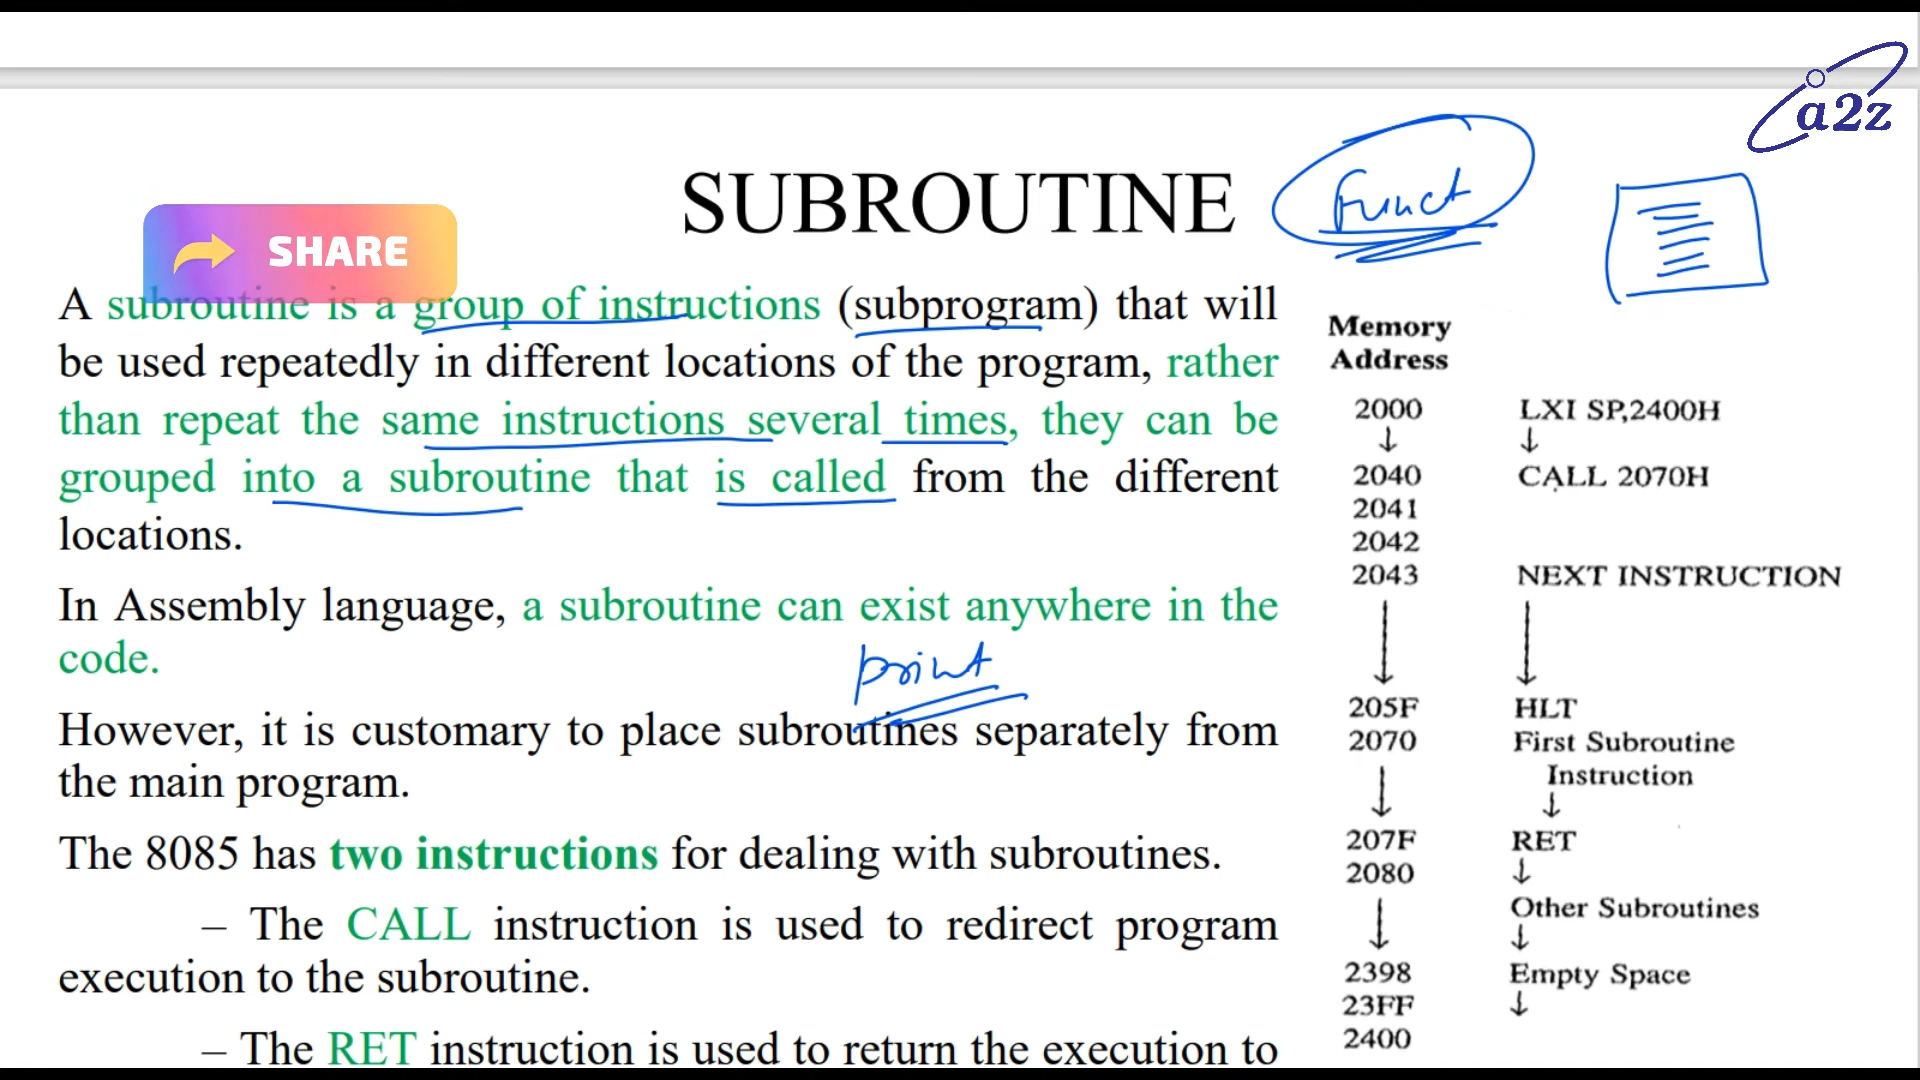 a2z
SUBROUTINE
Funct
SHARE
A subroutine is a group of instructions (subprogram) that will
be used repeatedly in different locations of the program, rather
than repeat the same instructions several times, they can be
grouped into a subroutine that is called from the different
locations.
In Assembly language, a subroutine can exist anywhere in the
code.
print
However, it is customary to place subroutines separately from
the main program.
The 8085 has two instructions for dealing with subroutines.
– The CALL instruction is used to redirect program
execution to the subroutine.
– The RET instruction is used to return the execution to
Memory
Address
2000 LXI SP,2400H
↓ ↓
2040 CALL 2070H
2041
2042
2043 NEXT INSTRUCTION
↓ ↓
205F HLT
2070 First Subroutine
Instruction
↓ ↓
207F RET
2080 ↓
Other Subroutines
↓ ↓
2398 Empty Space
23FF ↓
2400